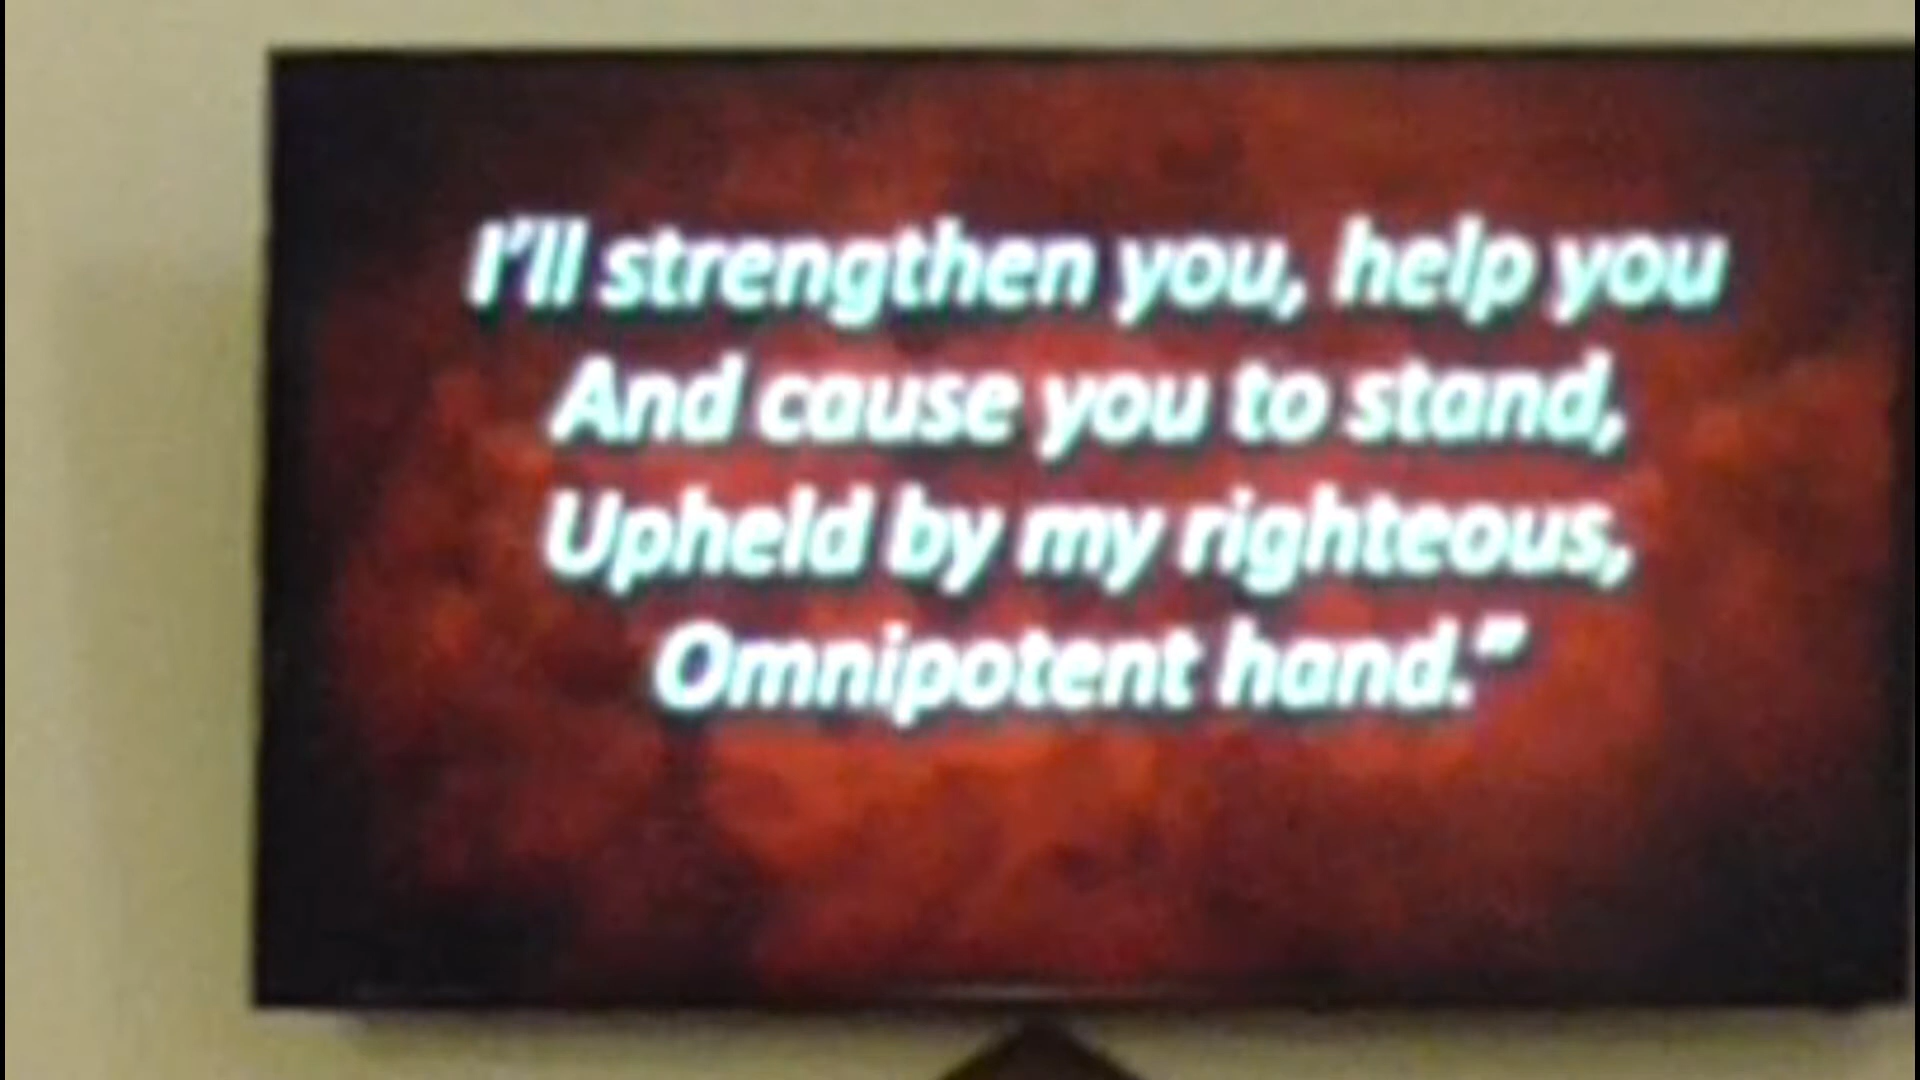 I’ll strengthen you, help you
And cause you to stand,
Upheld by my righteous,
Omnipotent hand.”